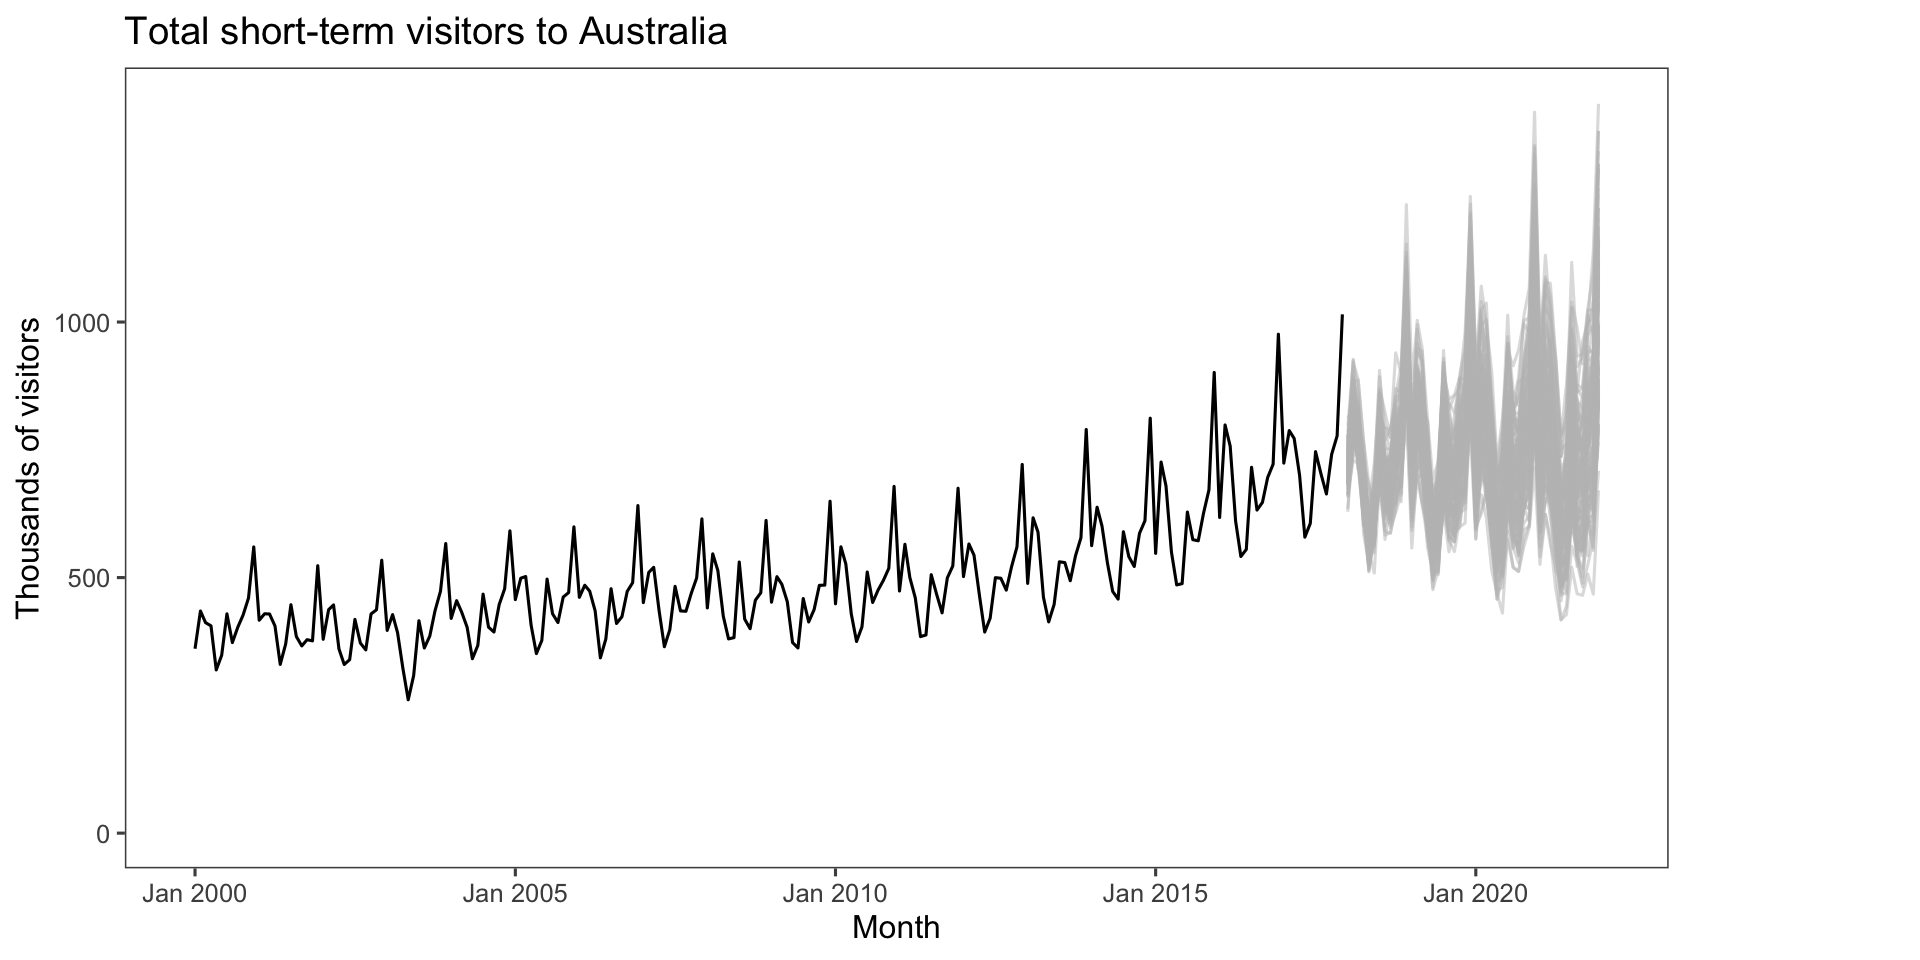 Total short-term visitors to Australia
Thousands of visitors
1000
500
0
Jan 2000
Jan 2005
Jan 2010
Jan 2015
Jan 2020
Month